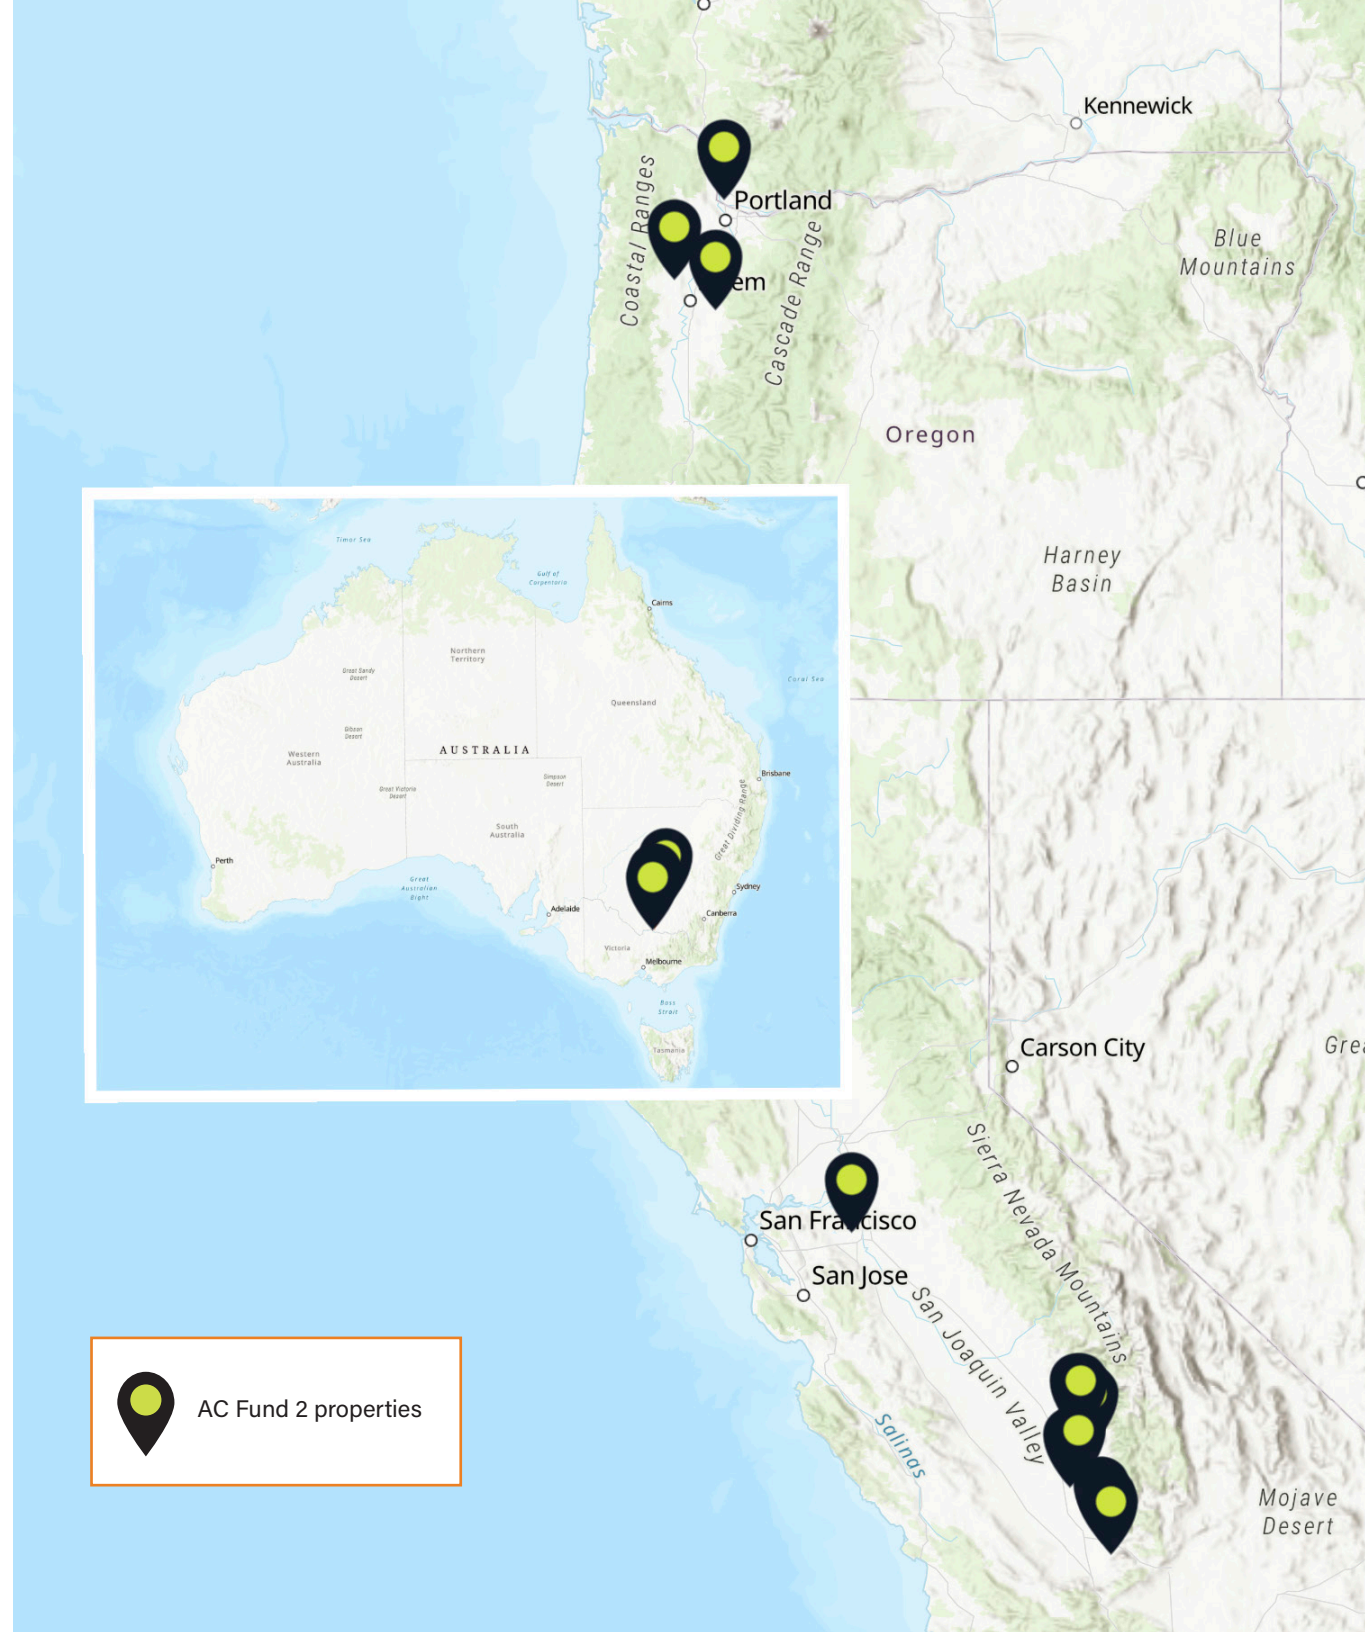 Kennewick
Portland
Coastal Ranges
Blue
Mountains
em
Cascade Range
Oregon
Harney
Basin
Timor Sea
Gulf of
Carpentaria
Cairns
Northern
Territory
Great Sandy
Desert
Coral Sea
Queensland
Gibson
Desert
Western
Australia
AUSTRALIA
Simpson
Desert
Brisbane
Great Victoria
Desert
Great Dividing Range
South
Australia
Perth
Great
Australian
Bight
Sydney
Adelaide
Canberra
Victoria
Melbourne
Bass
Strait
Tasmania
Carson City
Grea
Sierra Nevada Mountains
San Francisco
San Jose
San Joaquin Valley
Salinas
AC Fund 2 properties
Mojave
Desert